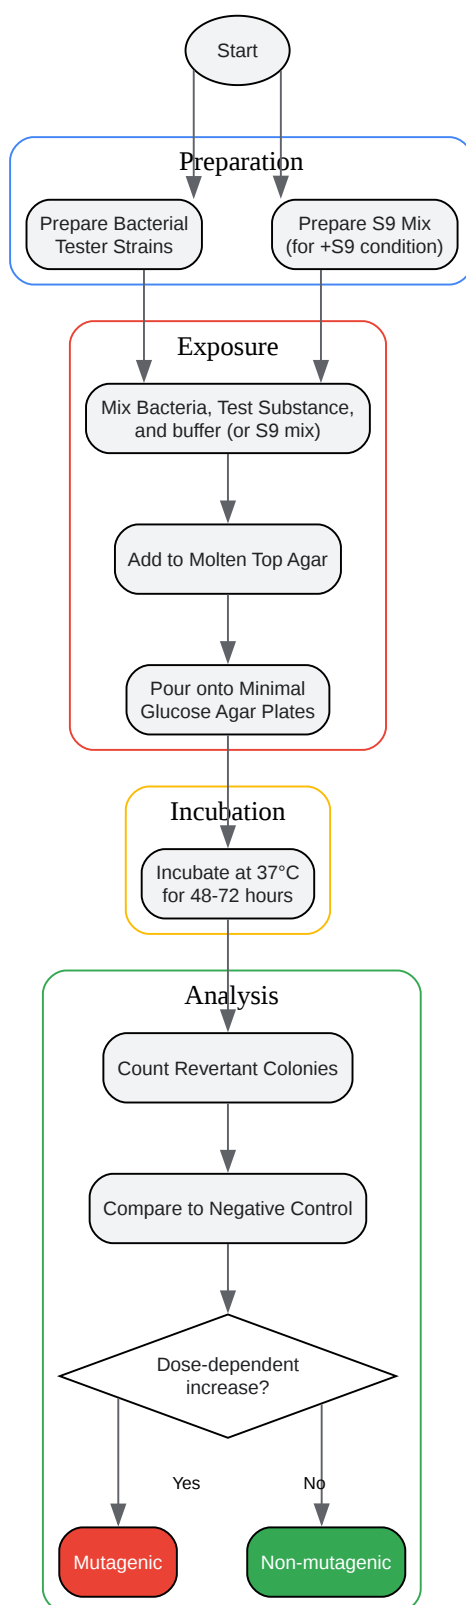 Start
Preparation
Prepare Bacterial
Tester Strains
Prepare S9 Mix
(for +S9 condition)
Exposure
Mix Bacteria, Test Substance,
and buffer (or S9 mix)
Add to Molten Top Agar
Pour onto Minimal
Glucose Agar Plates
Incubation
Incubate at 37°C
for 48-72 hours
Analysis
Count Revertant Colonies
Compare to Negative Control
Dose-dependent
increase?
Yes
No
Mutagenic
Non-mutagenic